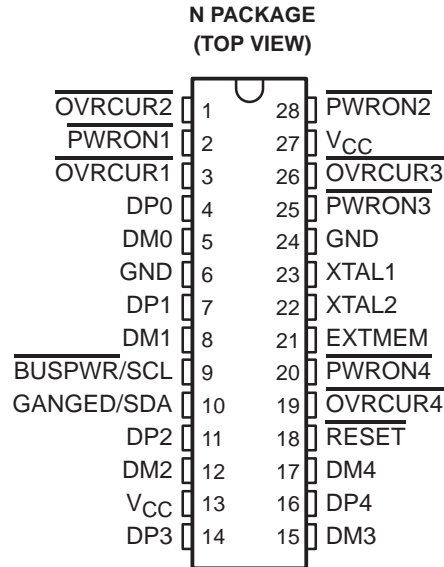 N PACKAGE
(TOP VIEW)
OVRCUR2 1 28 PWRON2
PWRON1 2 27 VCC
OVRCUR1 3 26 OVRCUR3
DP0 4 25 PWRON3
DM0 5 24 GND
GND 6 23 XTAL1
DP1 7 22 XTAL2
DM1 8 21 EXTMEM
BUSPWR/SCL 9 20 PWRON4
GANGED/SDA 10 19 OVRCUR4
DP2 11 18 RESET
DM2 12 17 DM4
VCC 13 16 DP4
DP3 14 15 DM3